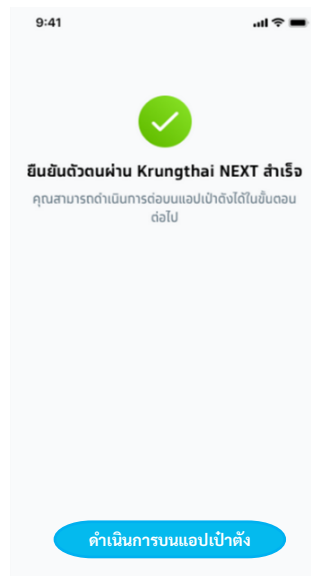 9:41
ยืนยันตัวตนผ่าน Krungthai NEXT สำเร็จ
คุณสามารถดำเนินการต่อบนแอปเป๋าตังได้ในขั้นตอน
ต่อไป
ดำเนินการบนแอปเป๋าตัง